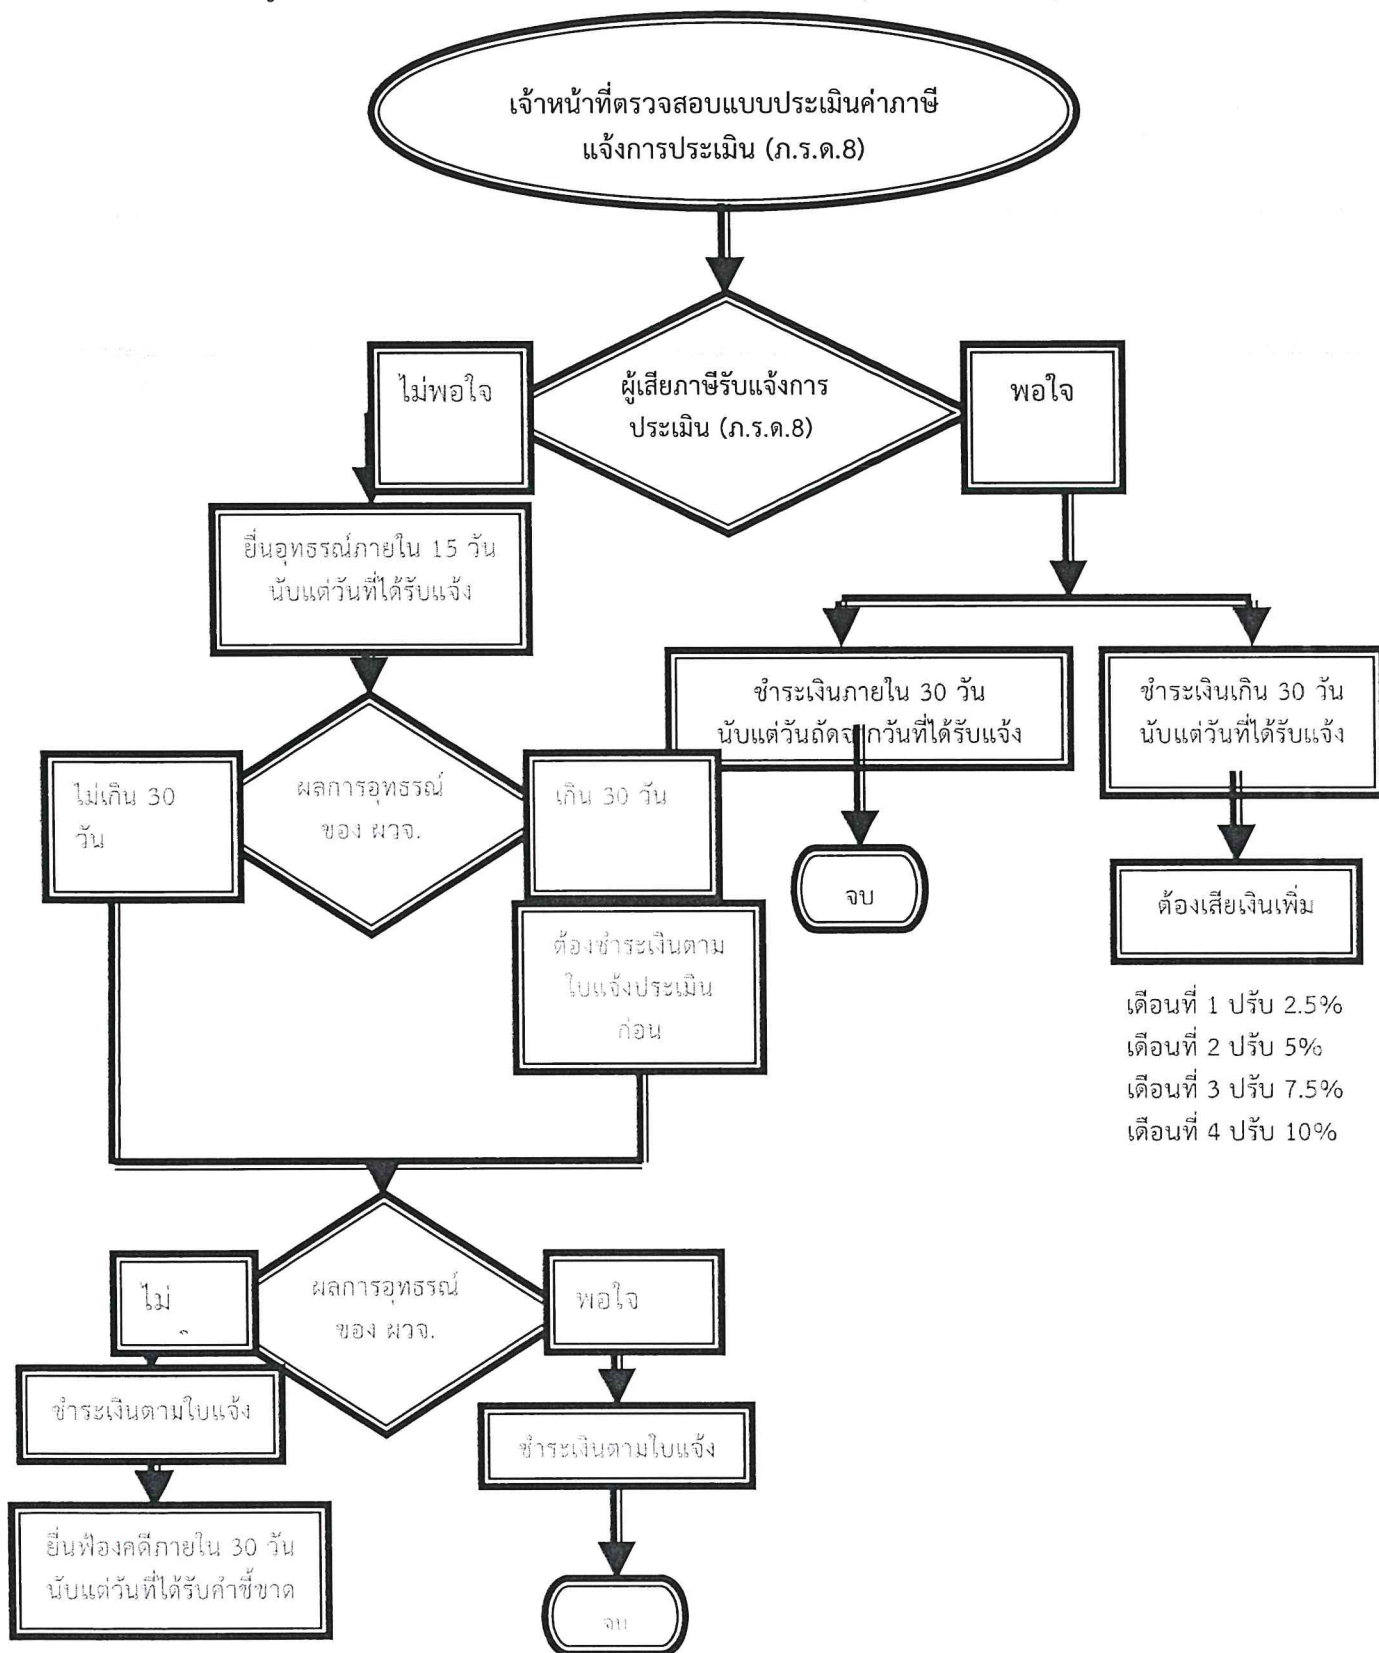 เจ้าหน้าที่ตรวจสอบแบบประเมินค่าภาษี
แจ้งการประเมิน (ภ.ร.ด.8)
ไม่พอใจ
ผู้เสียภาษีรับแจ้งการ
ประเมิน (ภ.ร.ด.8)
พอใจ
ยื่นอุทธรณ์ภายใน 15 วัน
นับแต่วันที่ได้รับแจ้ง
ชำระเงินภายใน 30 วัน
นับแต่วันถัดจากวันที่ได้รับแจ้ง
ชำระเงินเกิน 30 วัน
นับแต่วันที่ได้รับแจ้ง
ไม่เกิน 30
วัน
ผลการอุทธรณ์
ของ ผวจ.
เกิน 30 วัน
จบ
ต้องเสียเงินเพิ่ม
ต้องชำระเงินตาม
ใบแจ้งประเมิน
ก่อน
เดือนที่ 1 ปรับ 2.5%
เดือนที่ 2 ปรับ 5%
เดือนที่ 3 ปรับ 7.5%
เดือนที่ 4 ปรับ 10%
ไม่
ผลการอุทธรณ์
ของ ผวจ.
พอใจ
ชำระเงินตามใบแจ้ง
ชำระเงินตามใบแจ้ง
ยื่นฟ้องคดีภายใน 30 วัน
นับแต่วันที่ได้รับคำชี้ขาด
จบ